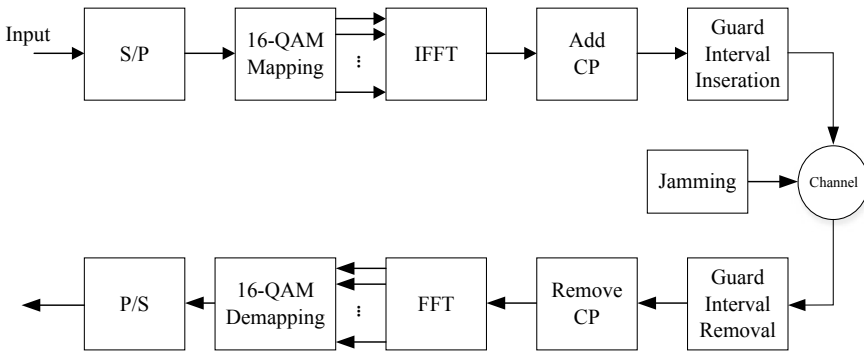 Input
S/P
16-QAM
Mapping
...
IFFT
Add
CP
Guard
Interval
Inseration
Jamming
Channel
P/S
16-QAM
Demapping
...
FFT
Remove
CP
Guard
Interval
Removal